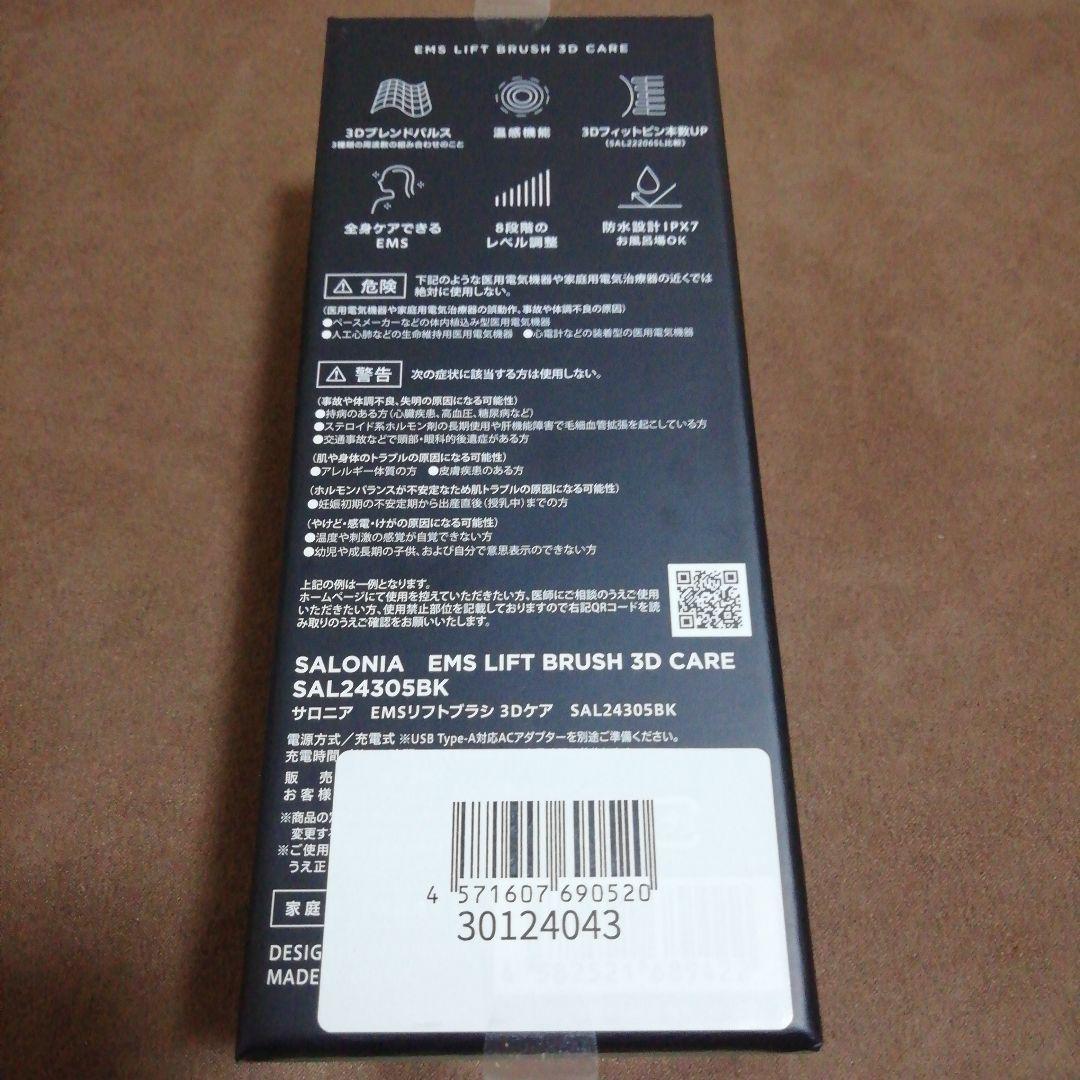 EMS LIFT BRUSH 3D CARE
3Dブレンドパルス
3種類の周波数の組み合わせのこと
温感機能
3DフィットピンР本数UP
(SAL22206SL比較)
全身ケアできる
EMS
8段階の
レベル調整
防水設計IPX7
お風呂場OK
⚠ 危険 下記のような医用電気機器や家庭用電気治療器の近くでは
絶対に使用しない。
(医用電気機器や家庭用電気治療器の誤動作、事故や体調不良の原因)
●ペースメーカーなどの体内植込み型医用電気機器
●人工心肺などの生命維持用医用電気機器 ●心電計などの装着型の医用電気機器
⚠ 警告 次の症状に該当する方は使用しない。
(事故や体調不良、失明の原因になる可能性)
●持病のある方(心臓疾患、高血圧、糖尿病など)
●ステロイド系ホルモン剤の長期使用や肝機能障害で毛細血管拡張を起こしている方
●交通事故などで頭部・眼科的後遺症がある方
(肌や身体のトラブルの原因になる可能性)
●アレルギー体質の方 ●皮膚疾患のある方
(ホルモンバランスが不安定なため肌トラブルの原因になる可能性)
●妊娠初期の不安定期から出産直後(授乳中)までの方
(やけど・感電・けがの原因になる可能性)
●温度や刺激の感覚が自覚できない方
●幼児や成長期の子供、および自分で意思表示のできない方
上記の例は一例となります。
ホームページにて使用を控えていただきたい方、医師にご相談のうえご使用
いただきたい方、使用禁止部位を記載しておりますので右記QRコードを読
み取りのうえご確認をお願いいたします。
SALONIA EMS LIFT BRUSH 3D CARE
SAL24305BK
サロニア EMSリフトブラシ 3Dケア SAL24305BK
電源方式/充電式 ※USB Type-A対応ACアダプターを別途ご準備ください。
充電時間
販 売
お客様
※商品の
変更す
※ご使用
うえ正
家庭
DESIG
MADE
4 571607 690520
30124043